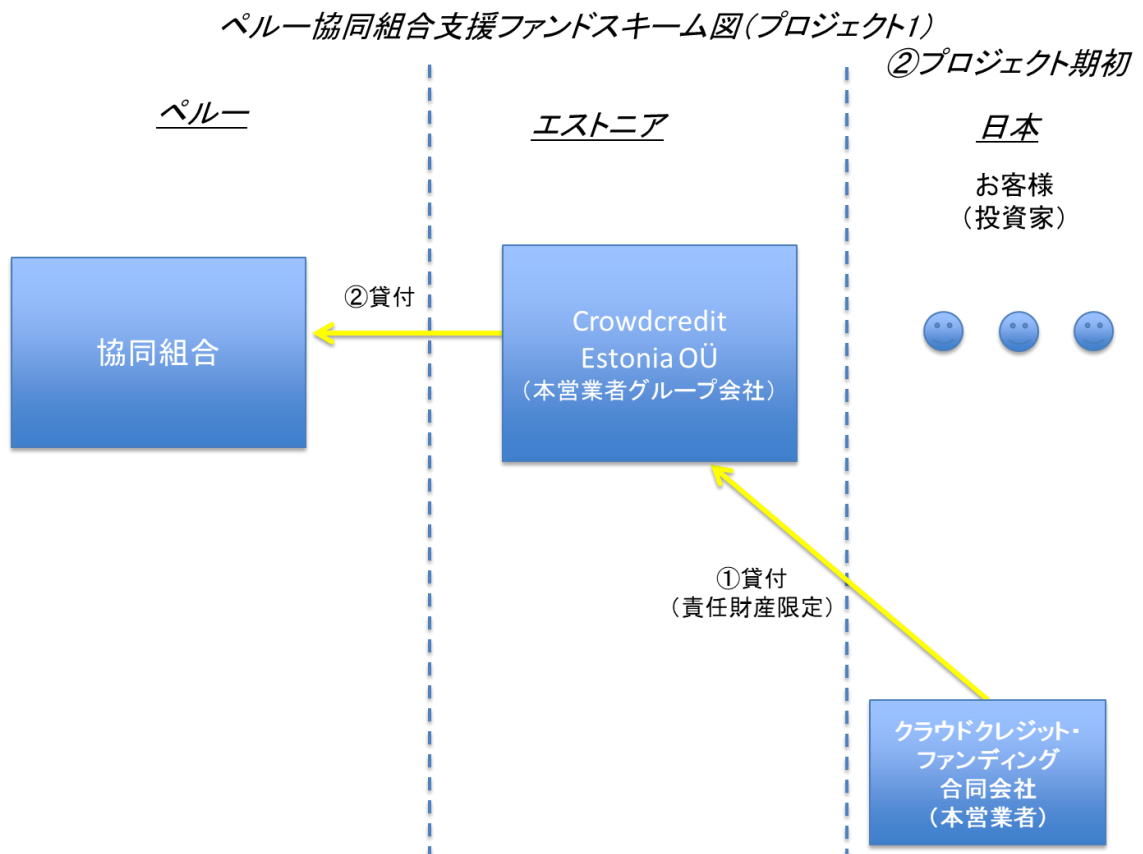 ペルー協同組合支援ファンドスキーム図(プロジェクト1)
②プロジェクト期初
ペルー
エストニア
日本
お客様
(投資家)
協同組合
②貸付
Crowdcredit
Estonia OÜ
(本営業者グループ会社)
①貸付
(責任財産限定)
クラウドクレジット・
ファンディング
合同会社
(本営業者)